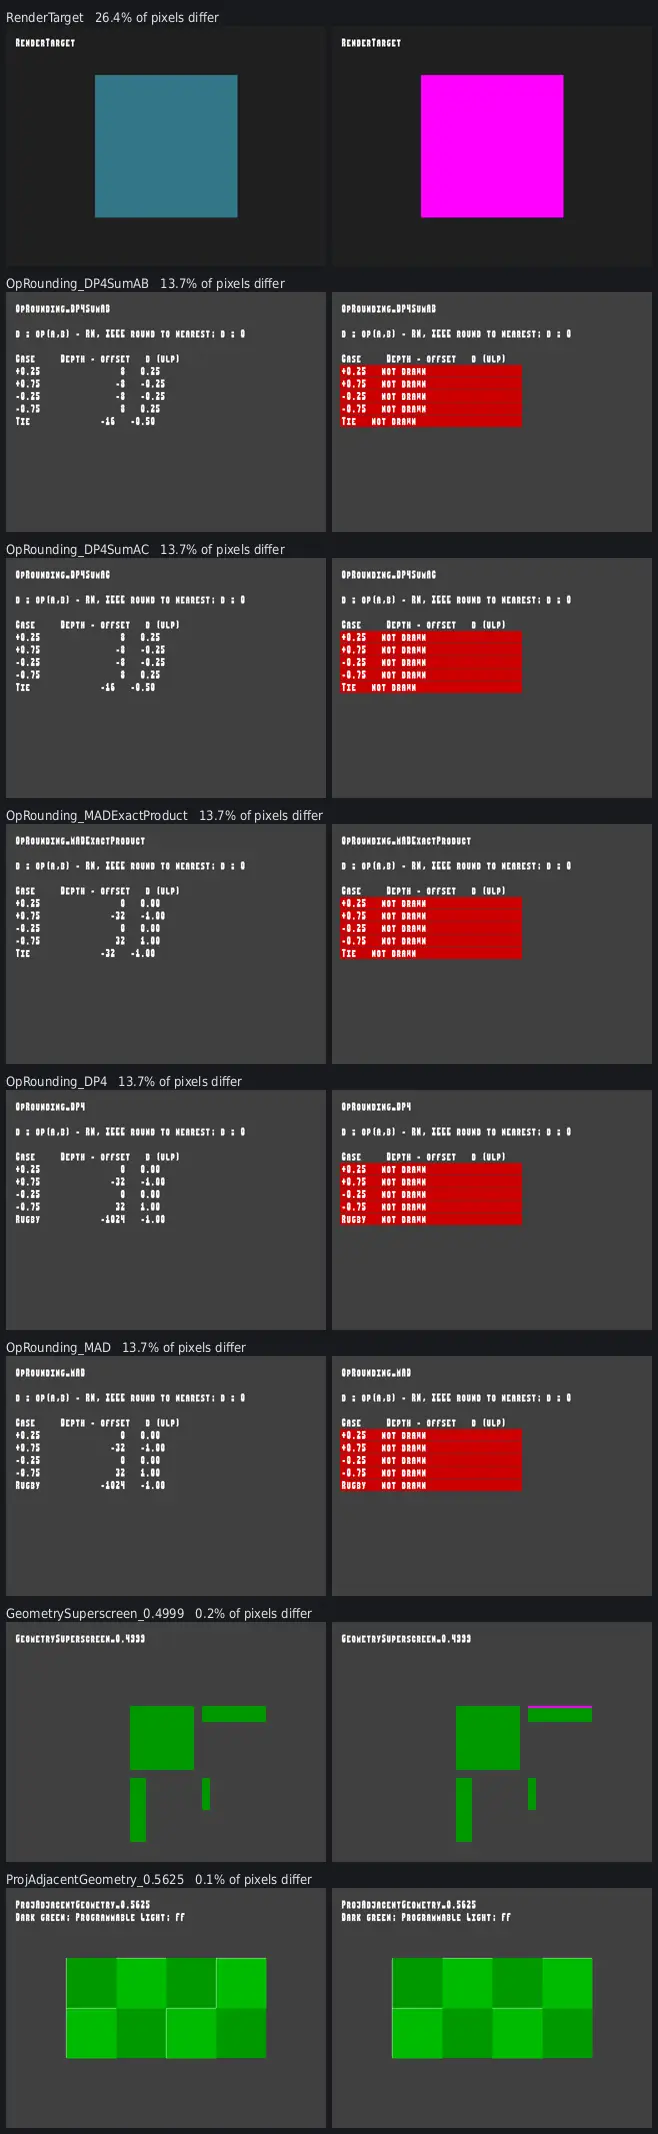 RenderTarget 26.4% of pixels differ
RenderTarget RenderTarget
OpRounding_DP4SumAB 13.7% of pixels differ
OpRounding_DP4SumAB OpRounding_DP4SumAB
D = op(A,B) - RN, IEEE round to nearest: D = 0 D = op(A,B) - RN, IEEE round to nearest: D = 0
Case Depth - offset D (ULP) Case Depth - offset D (ULP)
+0.25 8 0.25 +0.25 not drawn
+0.75 -8 -0.25 +0.75 not drawn
-0.25 -8 -0.25 -0.25 not drawn
-0.75 8 0.25 -0.75 not drawn
Tie -16 -0.50 Tie not drawn
OpRounding_DP4SumAC 13.7% of pixels differ
OpRounding_DP4SumAC OpRounding_DP4SumAC
D = op(A,B) - RN, IEEE round to nearest: D = 0 D = op(A,B) - RN, IEEE round to nearest: D = 0
Case Depth - offset D (ULP) Case Depth - offset D (ULP)
+0.25 8 0.25 +0.25 not drawn
+0.75 -8 -0.25 +0.75 not drawn
-0.25 -8 -0.25 -0.25 not drawn
-0.75 8 0.25 -0.75 not drawn
Tie -16 -0.50 Tie not drawn
OpRounding_MADExactProduct 13.7% of pixels differ
OpRounding_MADExactProduct OpRounding_MADExactProduct
D = op(A,B) - RN, IEEE round to nearest: D = 0 D = op(A,B) - RN, IEEE round to nearest: D = 0
Case Depth - offset D (ULP) Case Depth - offset D (ULP)
+0.25 0 0.00 +0.25 not drawn
+0.75 -32 -1.00 +0.75 not drawn
-0.25 0 0.00 -0.25 not drawn
-0.75 32 1.00 -0.75 not drawn
Tie -32 -1.00 Tie not drawn
OpRounding_DP4 13.7% of pixels differ
OpRounding_DP4 OpRounding_DP4
D = op(A,B) - RN, IEEE round to nearest: D = 0 D = op(A,B) - RN, IEEE round to nearest: D = 0
Case Depth - offset D (ULP) Case Depth - offset D (ULP)
+0.25 0 0.00 +0.25 not drawn
+0.75 -32 -1.00 +0.75 not drawn
-0.25 0 0.00 -0.25 not drawn
-0.75 32 1.00 -0.75 not drawn
Rugby -1024 -1.00 Rugby not drawn
OpRounding_MAD 13.7% of pixels differ
OpRounding_MAD OpRounding_MAD
D = op(A,B) - RN, IEEE round to nearest: D = 0 D = op(A,B) - RN, IEEE round to nearest: D = 0
Case Depth - offset D (ULP) Case Depth - offset D (ULP)
+0.25 0 0.00 +0.25 not drawn
+0.75 -32 -1.00 +0.75 not drawn
-0.25 0 0.00 -0.25 not drawn
-0.75 32 1.00 -0.75 not drawn
Rugby -1024 -1.00 Rugby not drawn
GeometrySuperscreen_0.4999 0.2% of pixels differ
GeometrySuperscreen_0.4999 GeometrySuperscreen_0.4999
ProjAdjacentGeometry_0.5625 0.1% of pixels differ
ProjAdjacentGeometry_0.5625 ProjAdjacentGeometry_0.5625
Dark green: Programmable Light: FF Dark green: Programmable Light: FF